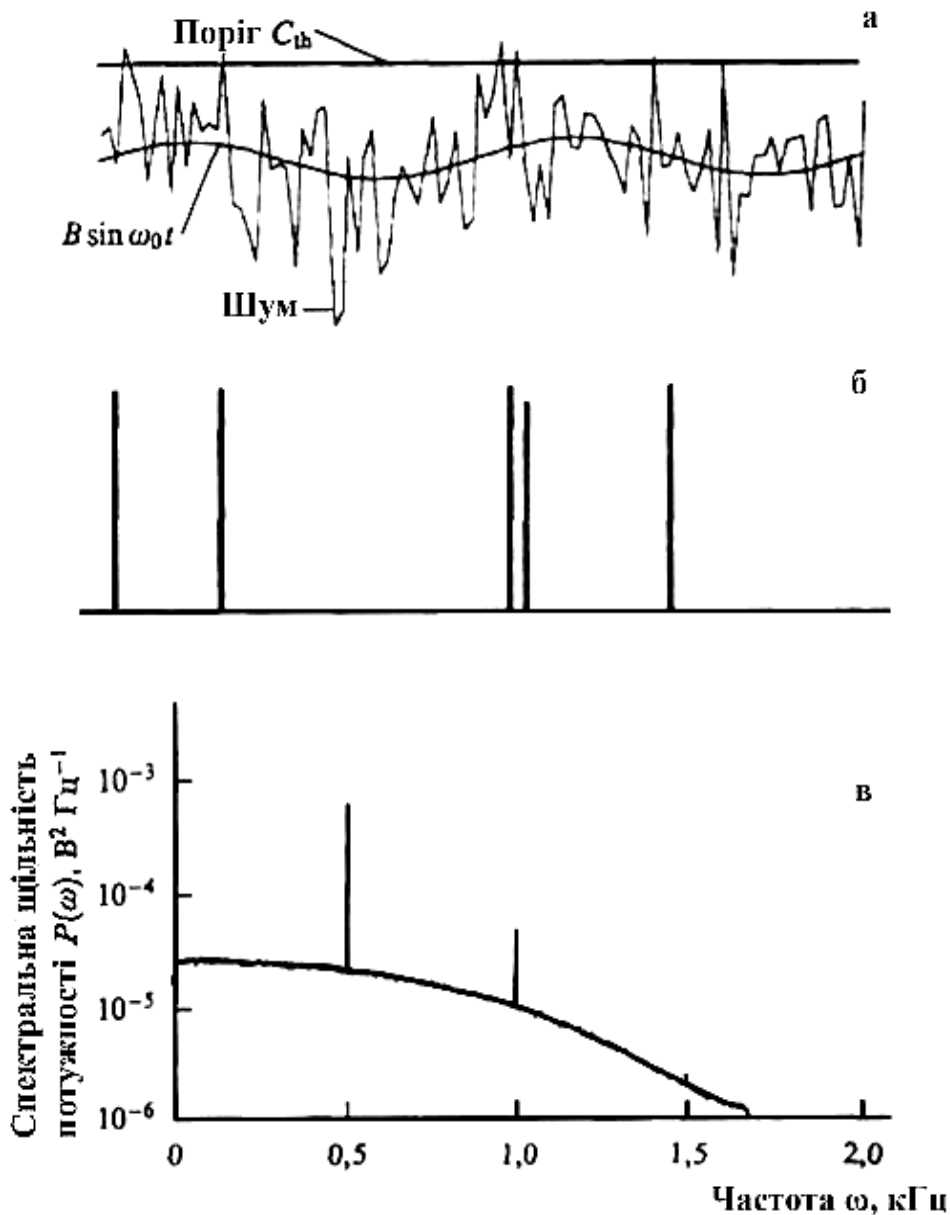 а
Поріг C_th
B sin ω₀t
Шум
б
в
Спектральна щільність
потужності P(ω), В² Гц⁻¹
10⁻³
10⁻⁴
10⁻⁵
10⁻⁶
0 0,5 1,0 1,5 2,0
Частота ω, кГц